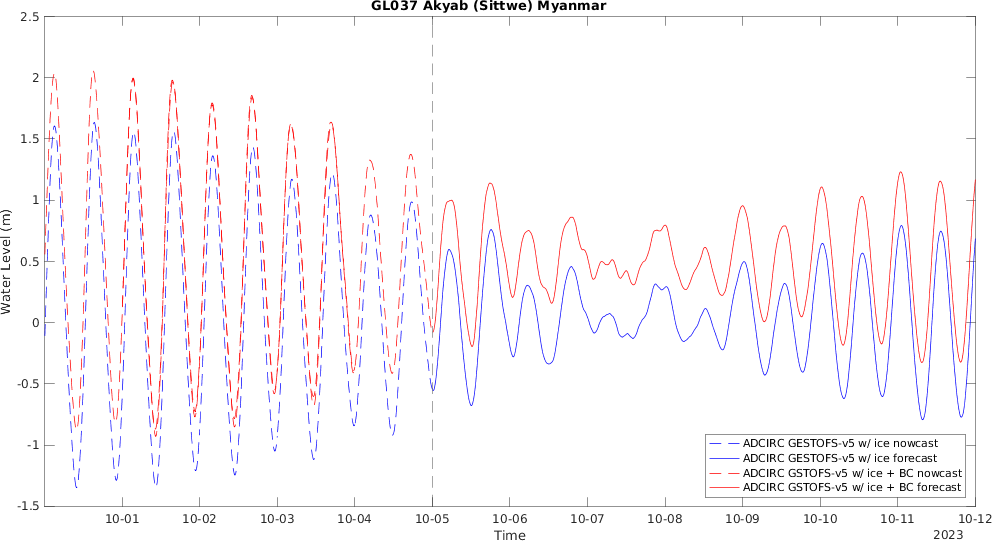 GL037 Akyab (Sittwe) Myanmar
2.5
2
1.5
1
0.5
0
-0.5
-1
-1.5
Water Level (m)
ADCIRC GESTOFS-v5 w/ ice nowcast
ADCIRC GESTOFS-v5 w/ ice forecast
ADCIRC GSTOFS-v5 w/ ice + BC nowcast
ADCIRC GSTOFS-v5 w/ ice + BC forecast
10-01 10-02 10-03 10-04 10-05 10-06 10-07 10-08 10-09 10-10 10-11 10-12
Time
2023